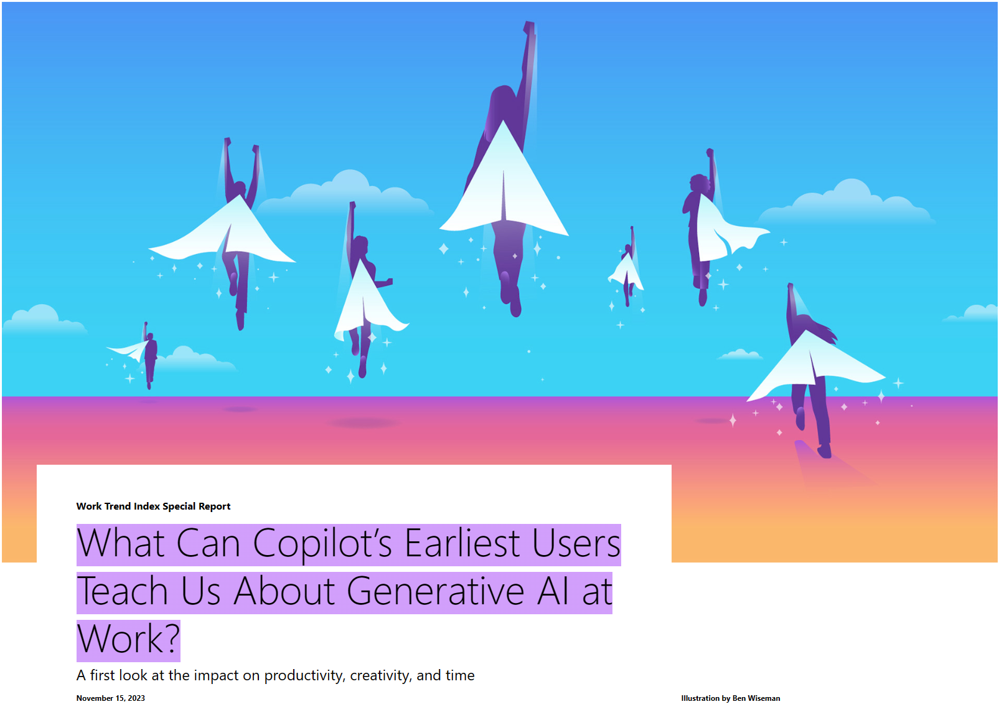 Work Trend Index Special Report
What Can Copilot’s Earliest Users
Teach Us About Generative AI at
Work?
A first look at the impact on productivity, creativity, and time
November 15, 2023
Illustration by Ben Wiseman